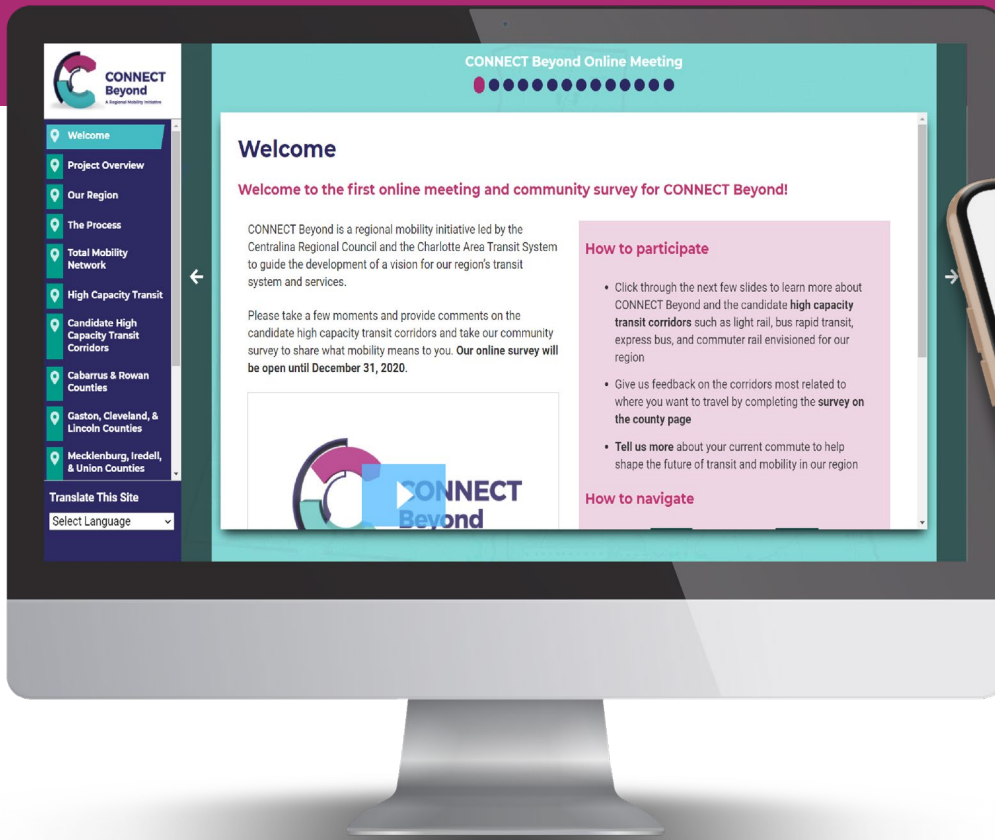 CONNECT
Beyond
A Regional Mobility Initiative
Welcome
Project Overview
Our Region
The Process
Total Mobility
Network
High Capacity Transit
Candidate High
Capacity Transit
Corridors
Cabarrus & Rowan
Counties
Gaston, Cleveland, &
Lincoln Counties
Mecklenburg, Iredell,
& Union Counties
Translate This Site
Select Language
CONNECT Beyond Online Meeting
Welcome
Welcome to the first online meeting and community survey for CONNECT Beyond!
CONNECT Beyond is a regional mobility initiative led by the
Centralina Regional Council and the Charlotte Area Transit System
to guide the development of a vision for our region's transit
system and services.
Please take a few moments and provide comments on the
candidate high capacity transit corridors and take our community
survey to share what mobility means to you. Our online survey will
be open until December 31, 2020.
CONNECT
Beyond
How to participate
• Click through the next few slides to learn more about
CONNECT Beyond and the candidate high capacity
transit corridors such as light rail, bus rapid transit,
express bus, and commuter rail envisioned for our
region
• Give us feedback on the corridors most related to
where you want to travel by completing the survey on
the county page
• Tell us more about your current commute to help
shape the future of transit and mobility in our region
How to navigate